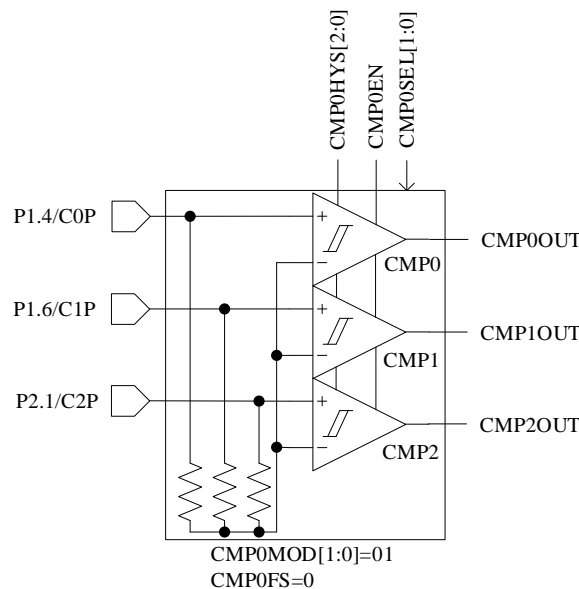 CMP0HYS[2:0]
CMP0EN
CMP0SEL[1:0]
P1.4/C0P
+
−
CMP0
CMP0OUT
P1.6/C1P
+
−
CMP1
CMP1OUT
P2.1/C2P
+
−
CMP2
CMP2OUT
CMP0MOD[1:0]=01
CMP0FS=0